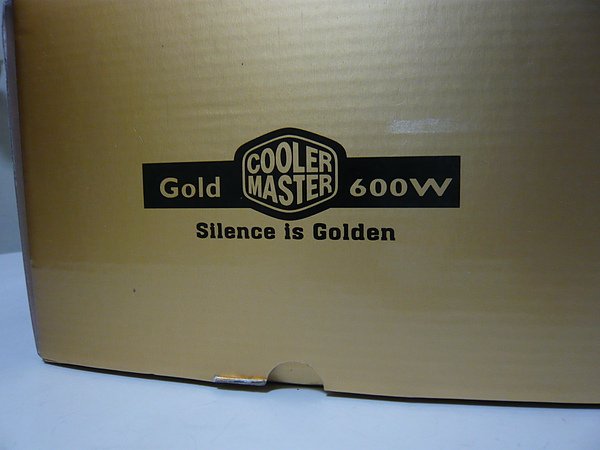 Gold COOLER MASTER 600W
Silence is Golden